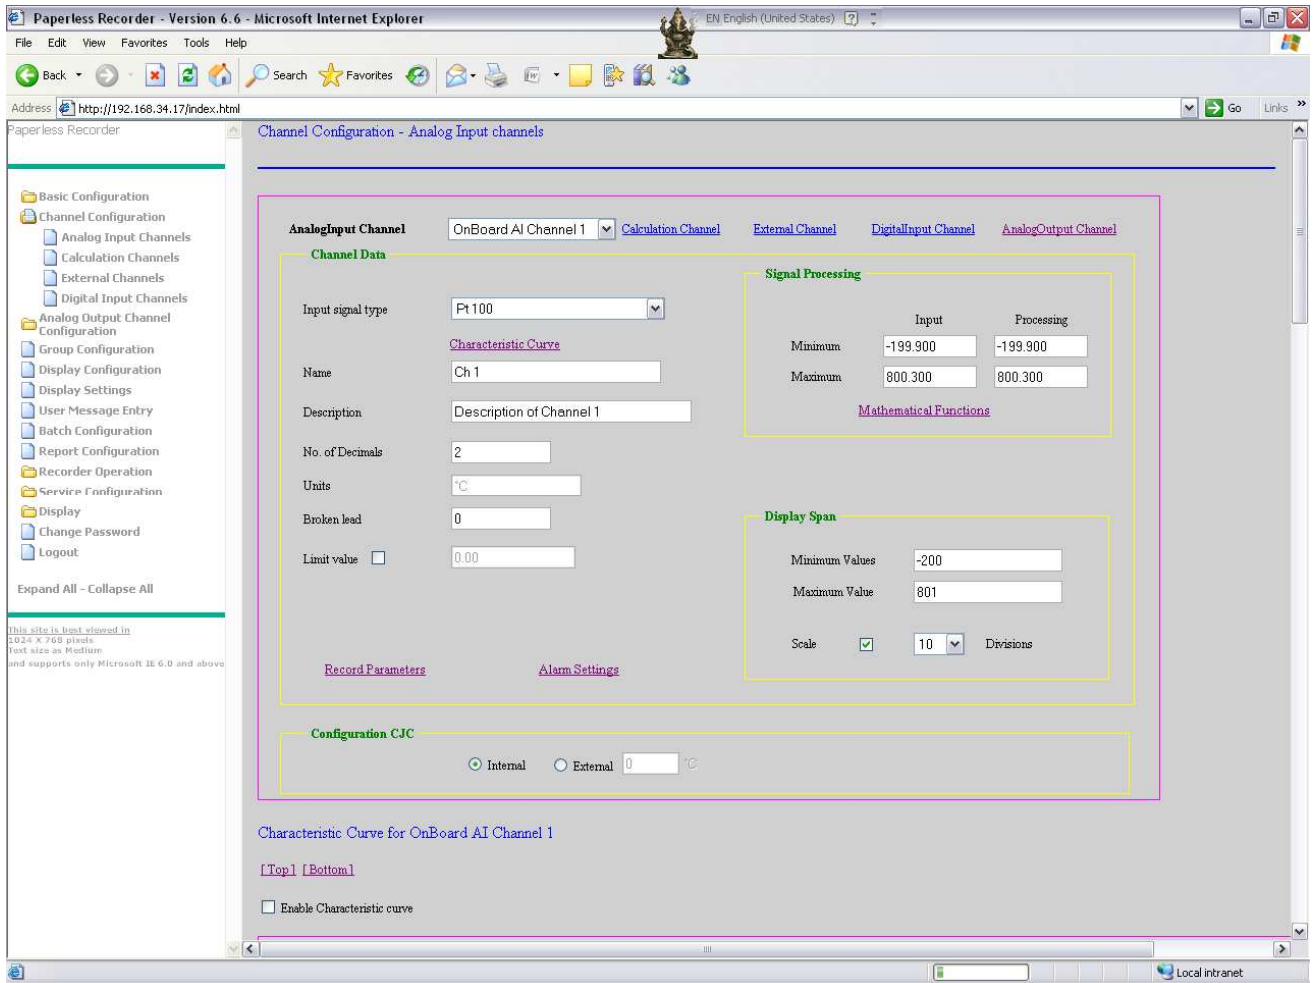 Paperless Recorder - Version 6.6 - Microsoft Internet Explorer
EN English (United States)
File Edit View Favorites Tools Help
Back Search Favorites
Address http://192.168.34.17/index.html Go Links »
Paperless Recorder
Basic Configuration
Channel Configuration
Analog Input Channels
Calculation Channels
External Channels
Digital Input Channels
Analog Output Channel
Configuration
Group Configuration
Display Configuration
Display Settings
User Message Entry
Batch Configuration
Report Configuration
Recorder Operation
Service Configuration
Display
Change Password
Logout
Expand All - Collapse All
This site is best viewed in
1024 X 768 pixels
Text size as Medium
and supports only Microsoft IE 6.0 and above
Channel Configuration - Analog Input channels
AnalogInput Channel OnBoard AI Channel 1 Calculation Channel External Channel DigitalInput Channel AnalogOutput Channel
Channel Data
Input signal type Pt100
Characteristic Curve
Name Ch 1
Description Description of Channel 1
No. of Decimals 2
Units °C
Broken lead 0
Limit value 0.00
Record Parameters Alarm Settings
Signal Processing
Input Processing
Minimum -199.900 -199.900
Maximum 800.300 800.300
Mathematical Functions
Display Span
Minimum Values -200
Maximum Value 801
Scale 10 Divisions
Configuration CJC
Internal External 0 °C
Characteristic Curve for OnBoard AI Channel 1
[Top] [Bottom]
Enable Characteristic curve
Local intranet